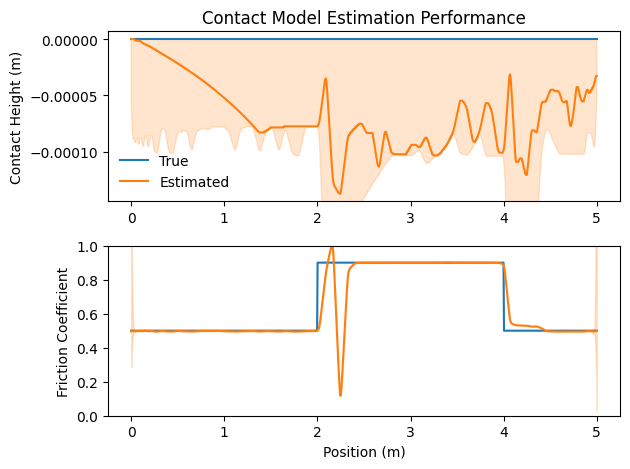 Contact Model Estimation Performance
Contact Height (m)
0.00000
−0.00005
−0.00010
True
Estimated
0 1 2 3 4 5
Friction Coefficient
1.0
0.8
0.6
0.4
0.2
0.0
0 1 2 3 4 5
Position (m)